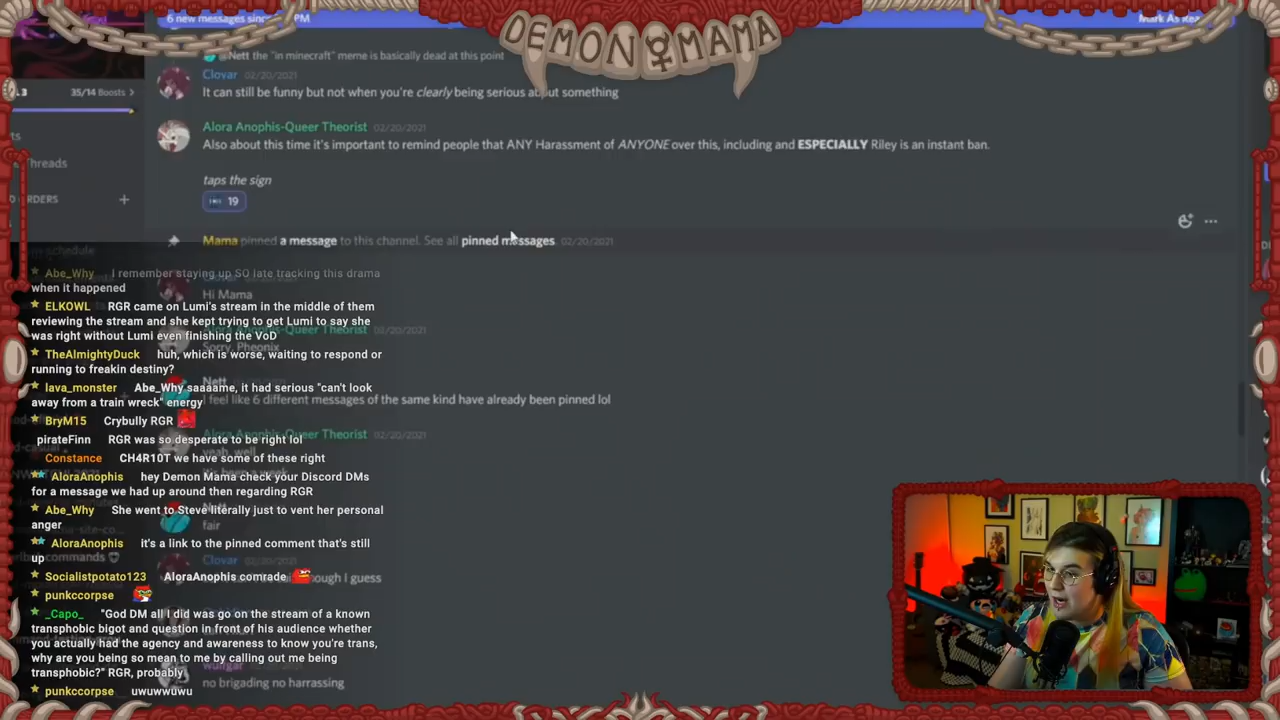 6 new messages sinc PM
Mark As Rea
DEMON MAMA
@Nett the "in minecraft" meme is basically dead at this point
Clovar 02/20/2021
It can still be funny but not when you're clearly being serious about something
.3 35/14 Boosts >
Alora Anophis-Queer Theorist 02/20/2021
Also about this time it's important to remind people that ANY Harassment of ANYONE over this, including and ESPECIALLY Riley is an instant ban.
Threads
taps the sign
19
RDERS +
Mama pinned a message to this channel. See all pinned messages. 02/20/2021
schedule
Abe_Why I remember staying up SO late tracking this drama
when it happened
Hi Mama
ELKOWL RGR came on Lumi's stream in the middle of them
reviewing the stream and she kept trying to get Lumi to say she
was right without Lumi even finishing the VoD
Alora Anophis-Queer Theorist 02/20/2021
Sorry, Pheonix
TheAlmightyDuck huh, which is worse, waiting to respond or
running to freakin destiny?
Nett
lava_monster Abe_Why saaaame, it had serious "can't look
away from a train wreck" energy
I feel like 6 different messages of the same kind have already been pinned lol
BryM15 Crybully RGR
Alora Anophis-Queer Theorist 02/20/2021
pirateFinn RGR was so desperate to be right lol
yeah, well
Constance CH4R10T we have some of these right
AloraAnophis hey Demon Mama check your Discord DMs
for a message we had up around then regarding RGR
Abe_Why She went to Steve literally just to vent her personal
anger
fair
AloraAnophis it's a link to the pinned comment that's still
up
commands
Clovar 02/20/2021
Socialistpotato123 AloraAnophis comrade
ough I guess
punkccorpse
_Capo_ "God DM all I did was go on the stream of a known
transphobic bigot and question in front of his audience whether
you actually had the agency and awareness to know you're trans,
why are you being so mean to me by calling out me being
transphobic?" RGR, probably
wulfgar
no brigading no harrassing
punkccorpse uwuwwuwu